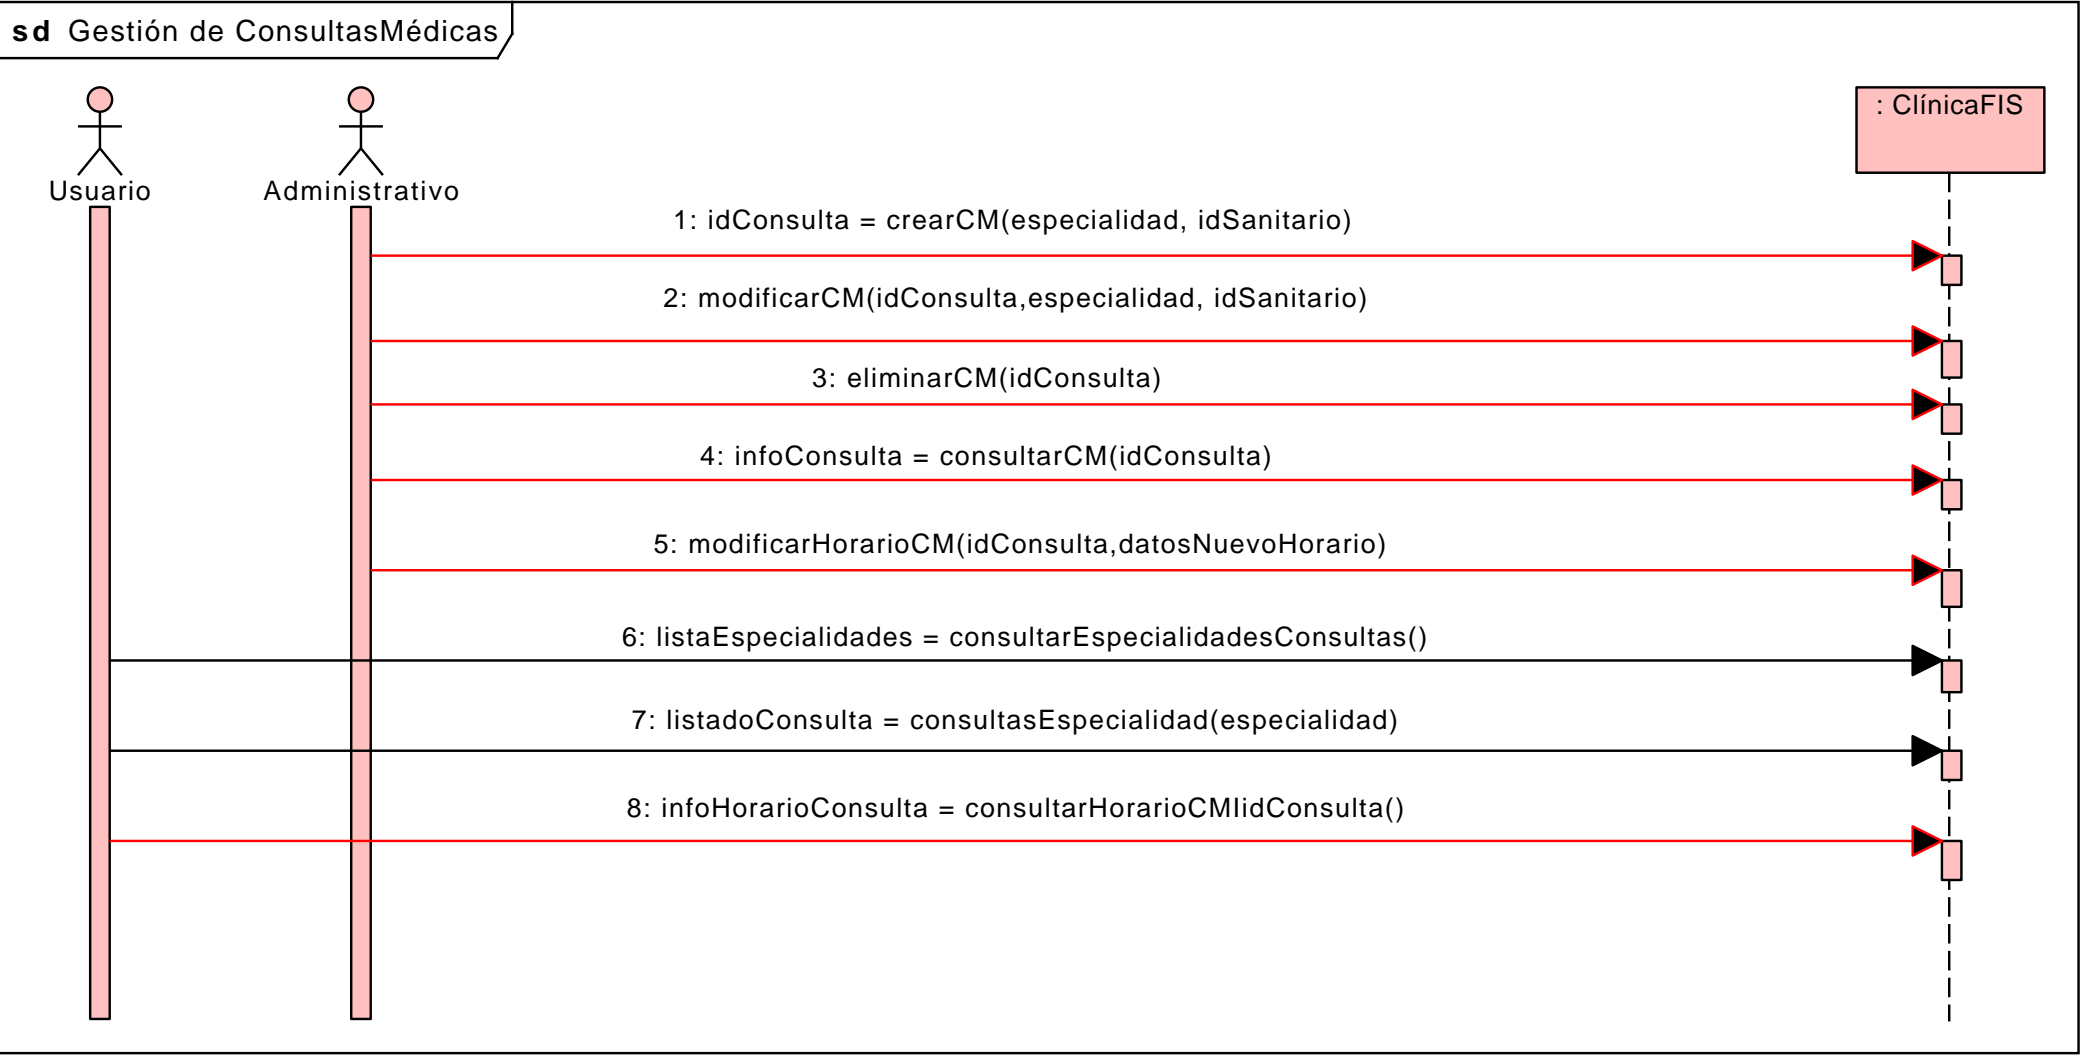 sd Gestión de ConsultasMédicas
Usuario
Administrativo
: ClínicaFIS
1: idConsulta = crearCM(especialidad, idSanitario)
2: modificarCM(idConsulta,especialidad, idSanitario)
3: eliminarCM(idConsulta)
4: infoConsulta = consultarCM(idConsulta)
5: modificarHorarioCM(idConsulta,datosNuevoHorario)
6: listaEspecialidades = consultarEspecialidadesConsultas()
7: listadoConsulta = consultasEspecialidad(especialidad)
8: infoHorarioConsulta = consultarHorarioCMIidConsulta()